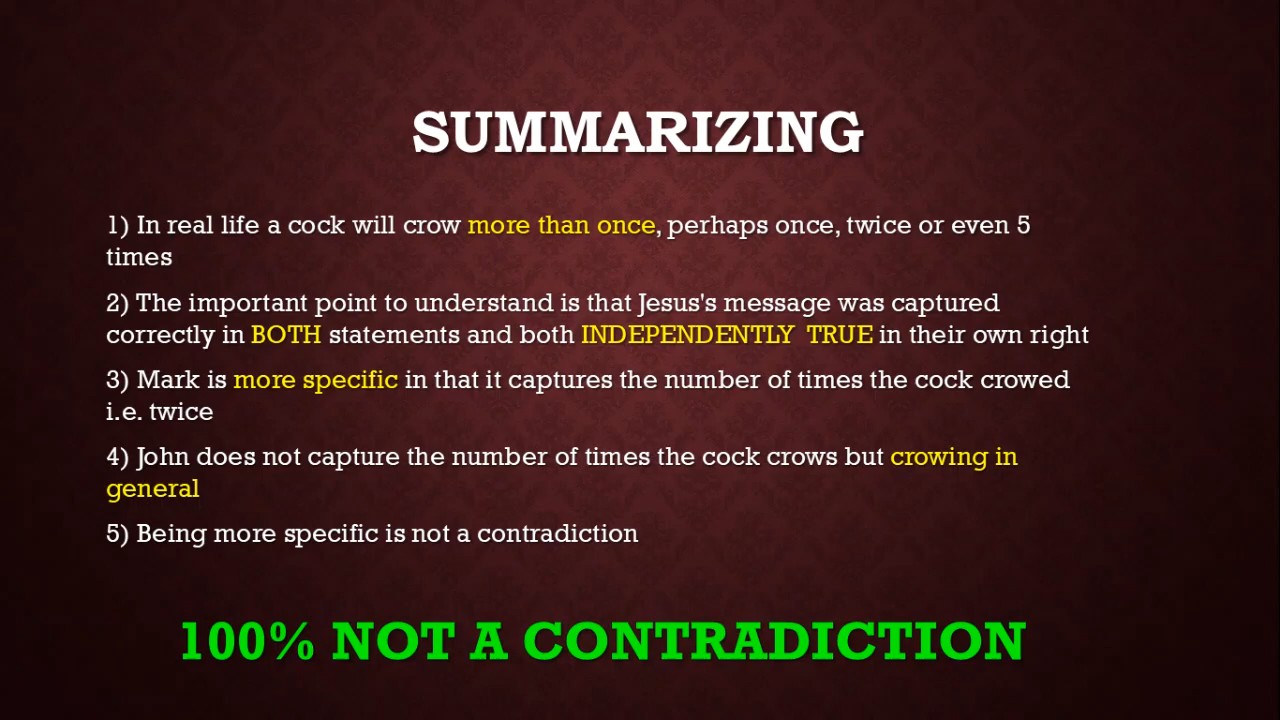 SUMMARIZING
1) In real life a cock will crow more than once, perhaps once, twice or even 5
times
2) The important point to understand is that Jesus's message was captured
correctly in BOTH statements and both INDEPENDENTLY  TRUE in their own right
3) Mark is more specific in that it captures the number of times the cock crowed
i.e. twice
4) John does not capture the number of times the cock crows but crowing in
general
5) Being more specific is not a contradiction
100% NOT A CONTRADICTION